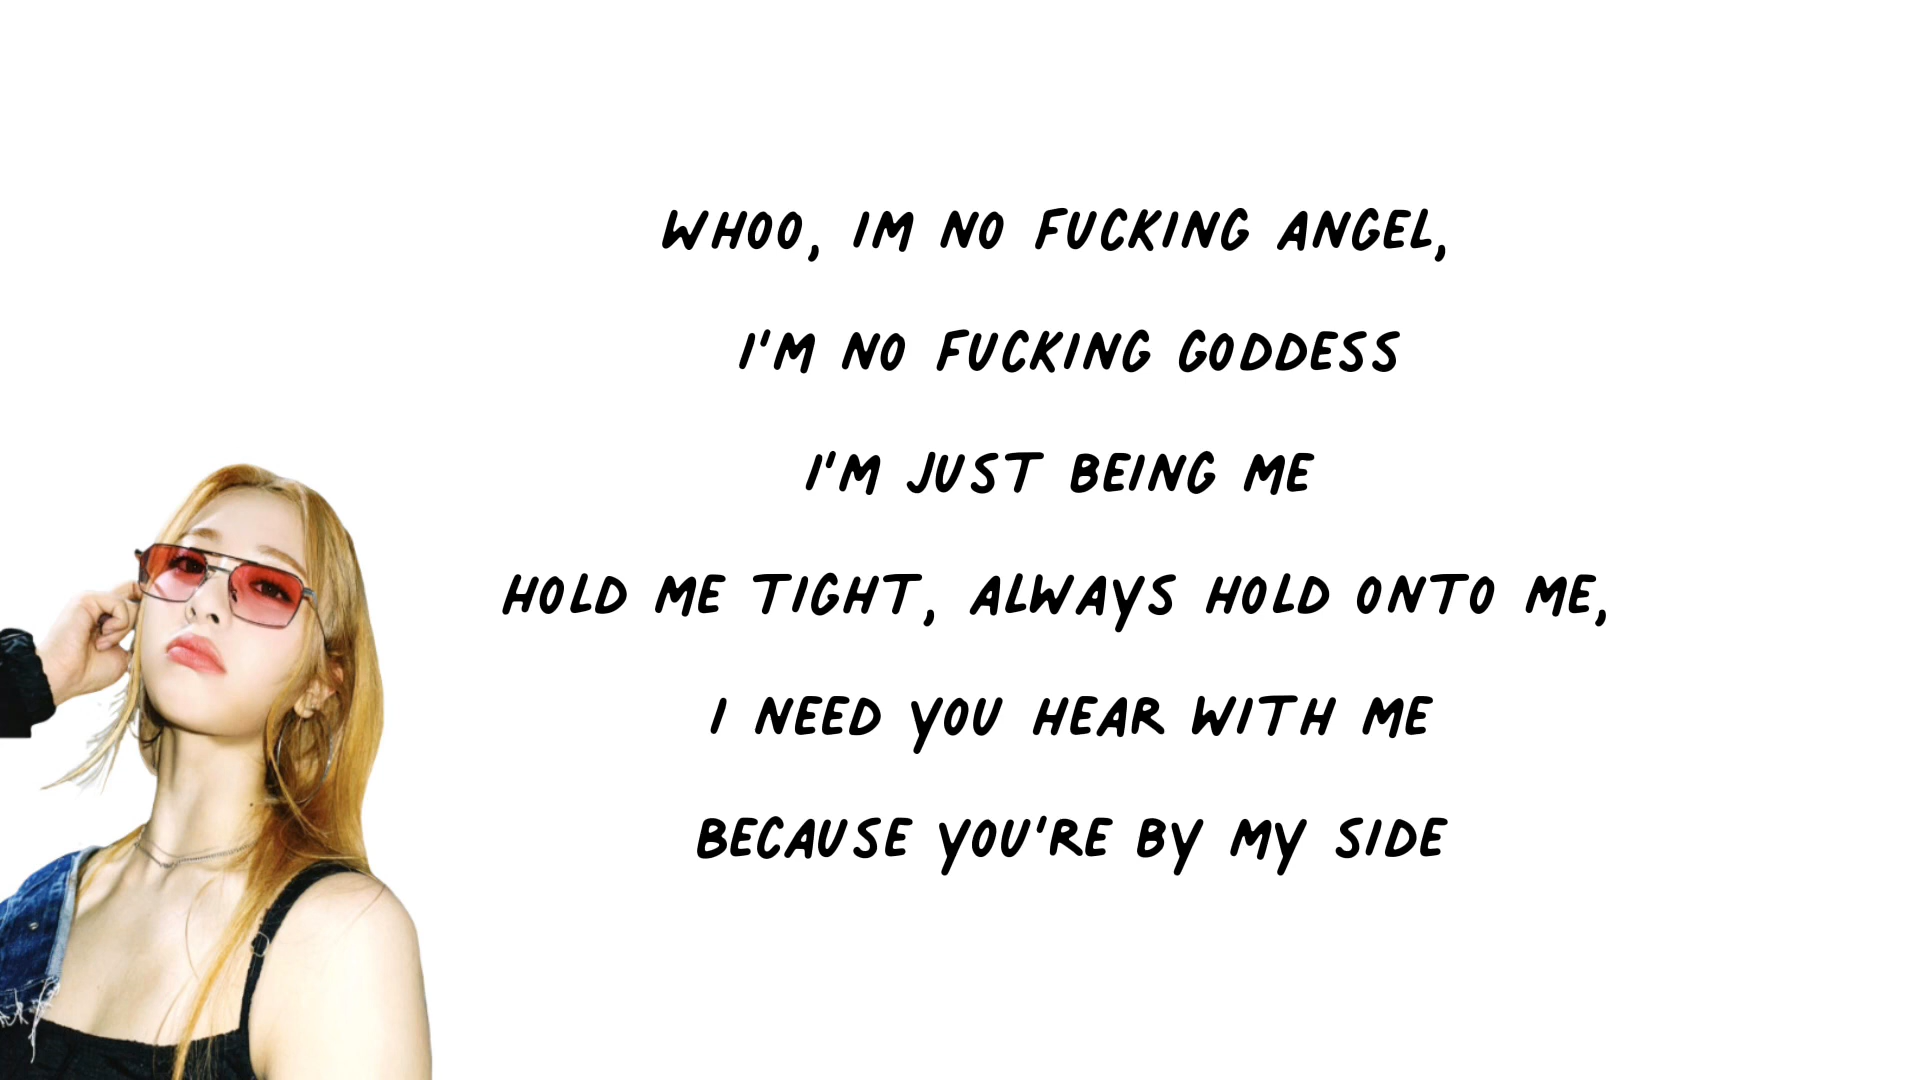 WHOO, IM NO FUCKING ANGEL,
I'M NO FUCKING GODDESS
I'M JUST BEING ME
HOLD ME TIGHT, ALWAYS HOLD ONTO ME,
I NEED YOU HEAR WITH ME
BECAUSE YOU'RE BY MY SIDE